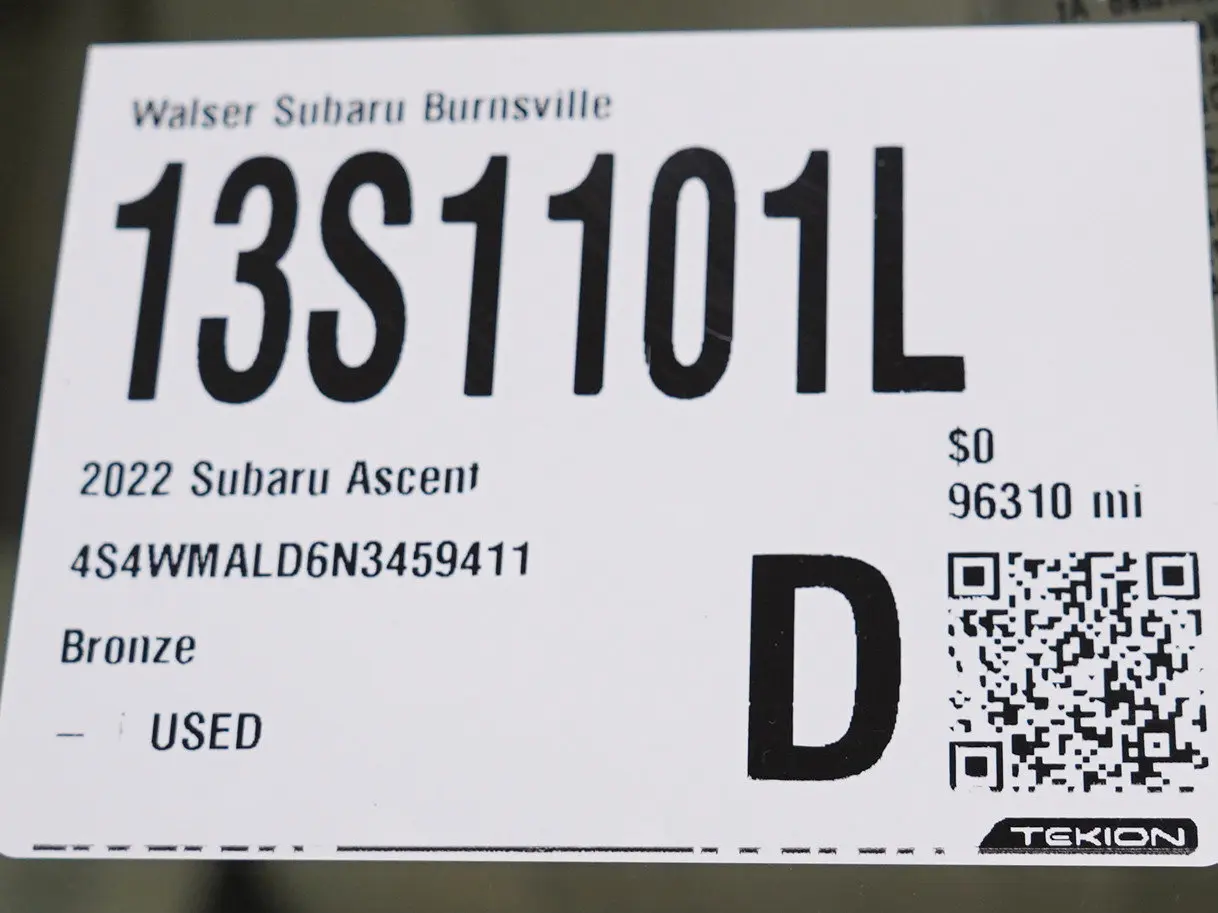 Walser Subaru Burnsville
13S1101L
2022 Subaru Ascent
$0
96310 mi
4S4WMALD6N3459411
Bronze
D
– USED
TEKION